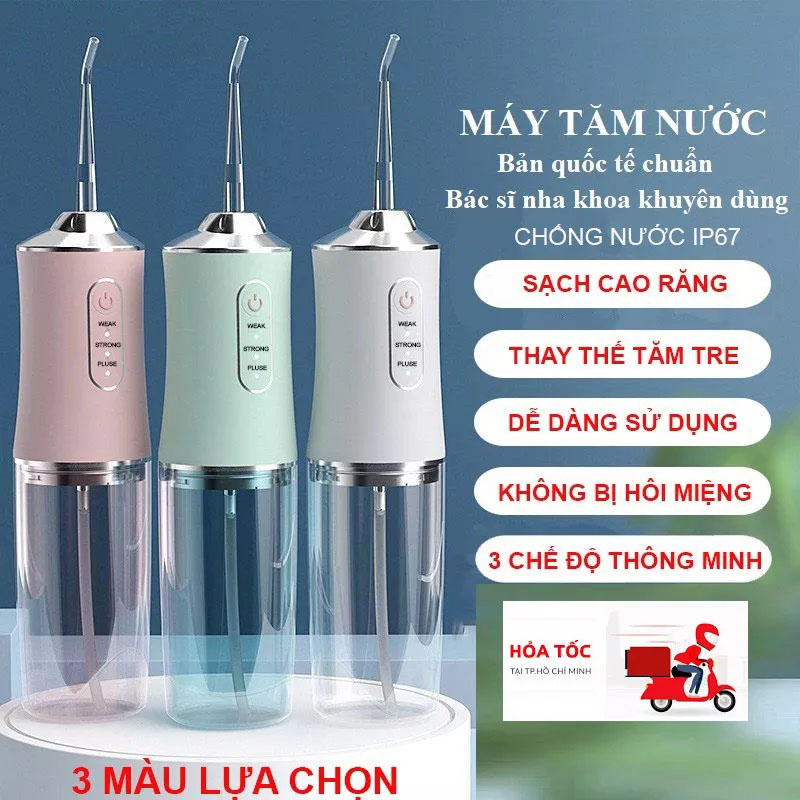 MÁY TĂM NƯỚC
Bản quốc tế chuẩn
Bác sĩ nha khoa khuyên dùng
CHỐNG NƯỚC IP67
SẠCH CAO RĂNG
THAY THẾ TĂM TRE
DỄ DÀNG SỬ DỤNG
KHÔNG BỊ HÔI MIỆNG
3 CHẾ ĐỘ THÔNG MINH
HỎA TỐC
TẠI TP.HỒ CHÍ MINH
WEAK
STRONG
PLUSE
WEAK
STRONG
PLUSE
WEAK
STRONG
PLUSE
3 MÀU LỰA CHỌN